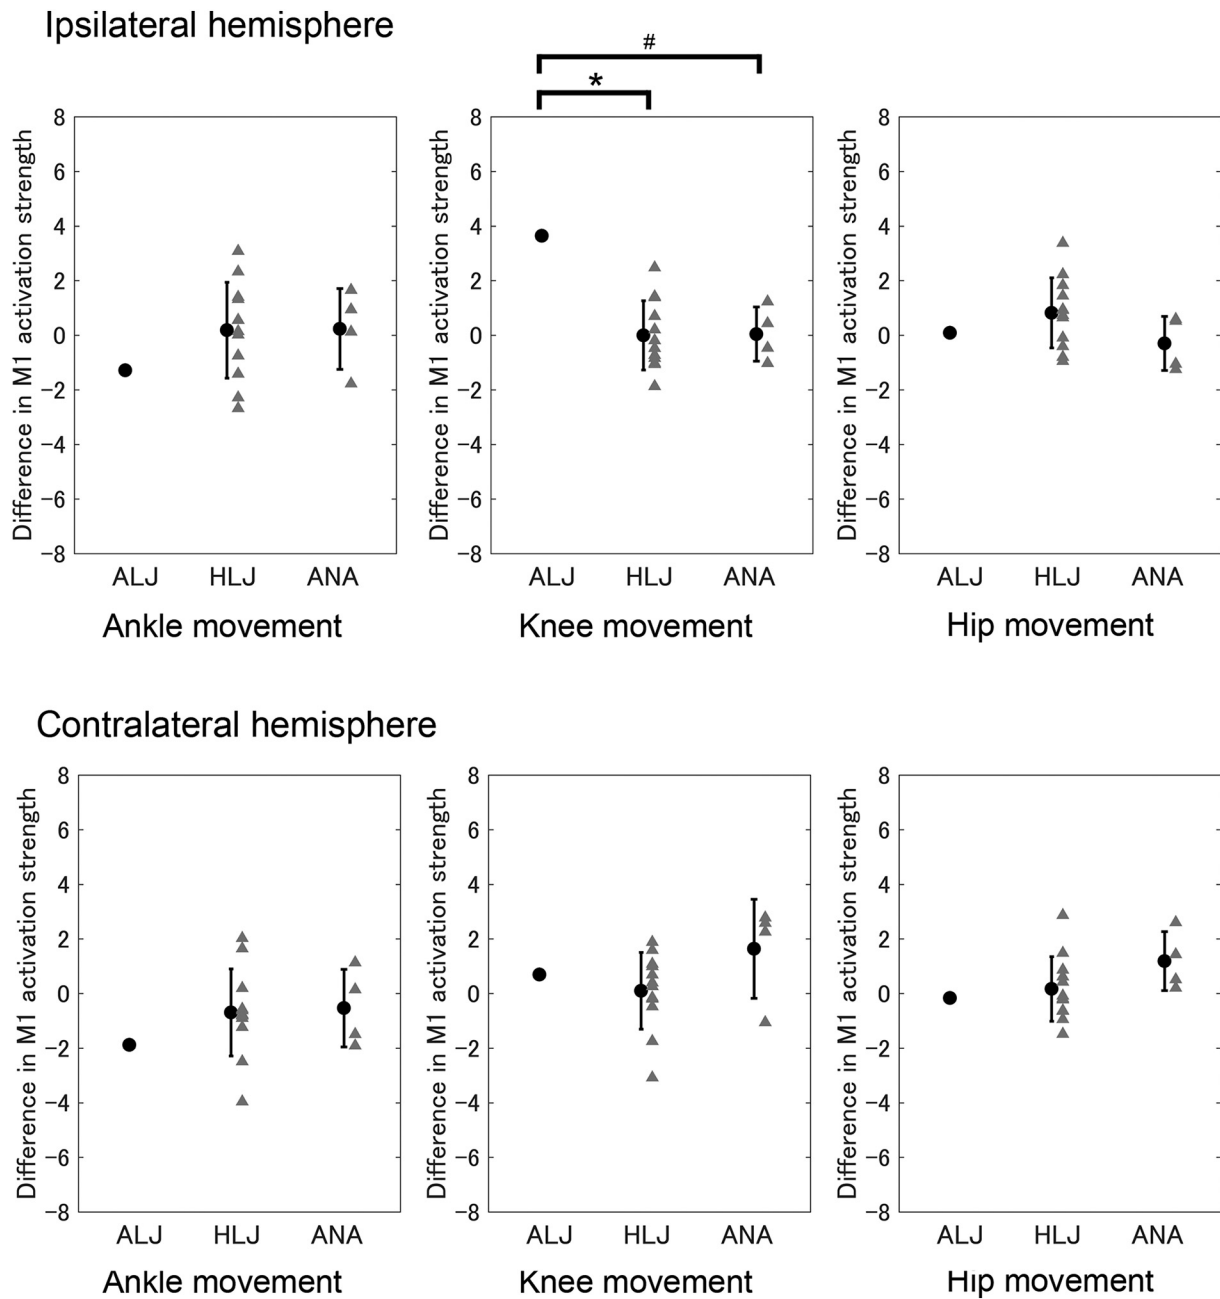 Ipsilateral hemisphere
#
*
Difference in M1 activation strength
8
6
4
2
0
−2
−4
−6
−8
ALJ HLJ ANA
Ankle movement
Difference in M1 activation strength
8
6
4
2
0
−2
−4
−6
−8
ALJ HLJ ANA
Knee movement
Difference in M1 activation strength
8
6
4
2
0
−2
−4
−6
−8
ALJ HLJ ANA
Hip movement
Contralateral hemisphere
Difference in M1 activation strength
8
6
4
2
0
−2
−4
−6
−8
ALJ HLJ ANA
Ankle movement
Difference in M1 activation strength
8
6
4
2
0
−2
−4
−6
−8
ALJ HLJ ANA
Knee movement
Difference in M1 activation strength
8
6
4
2
0
−2
−4
−6
−8
ALJ HLJ ANA
Hip movement